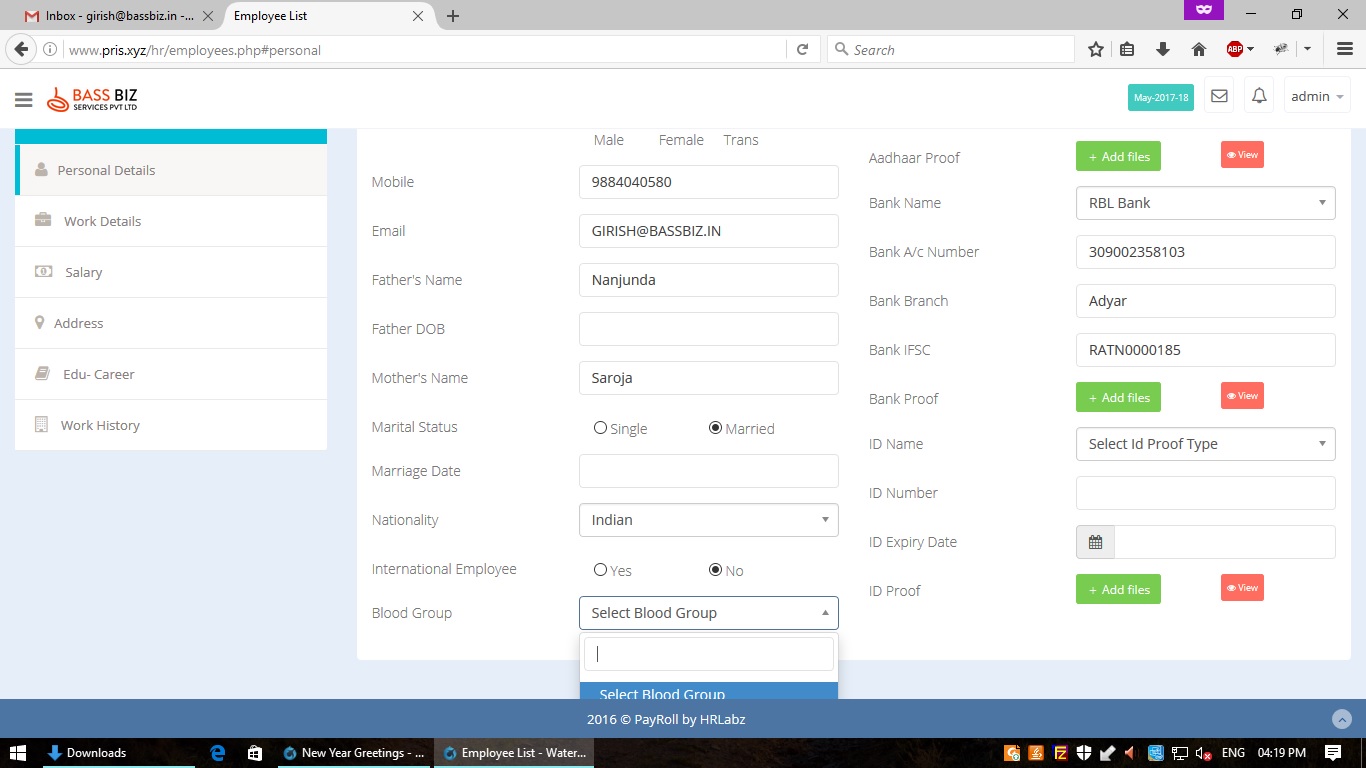 Inbox - girish@bassbiz.in -...
Employee List
www.pris.xyz/hr/employees.php#personal
Search
ABP
BASS BIZ
SERVICES PVT LTD
May-2017-18
admin
Personal Details
Work Details
Salary
Address
Edu- Career
Work History
Male Female Trans
Mobile 9884040580
Email GIRISH@BASSBIZ.IN
Father's Name Nanjunda
Father DOB
Mother's Name Saroja
Marital Status Single Married
Marriage Date
Nationality Indian
International Employee Yes No
Blood Group Select Blood Group
Select Blood Group
Aadhaar Proof + Add files View
Bank Name RBL Bank
Bank A/c Number 309002358103
Bank Branch Adyar
Bank IFSC RATN0000185
Bank Proof + Add files View
ID Name Select Id Proof Type
ID Number
ID Expiry Date
ID Proof + Add files View
2016 © PayRoll by HRLabz
Downloads
New Year Greetings - ...
Employee List - Water...
ENG 04:19 PM